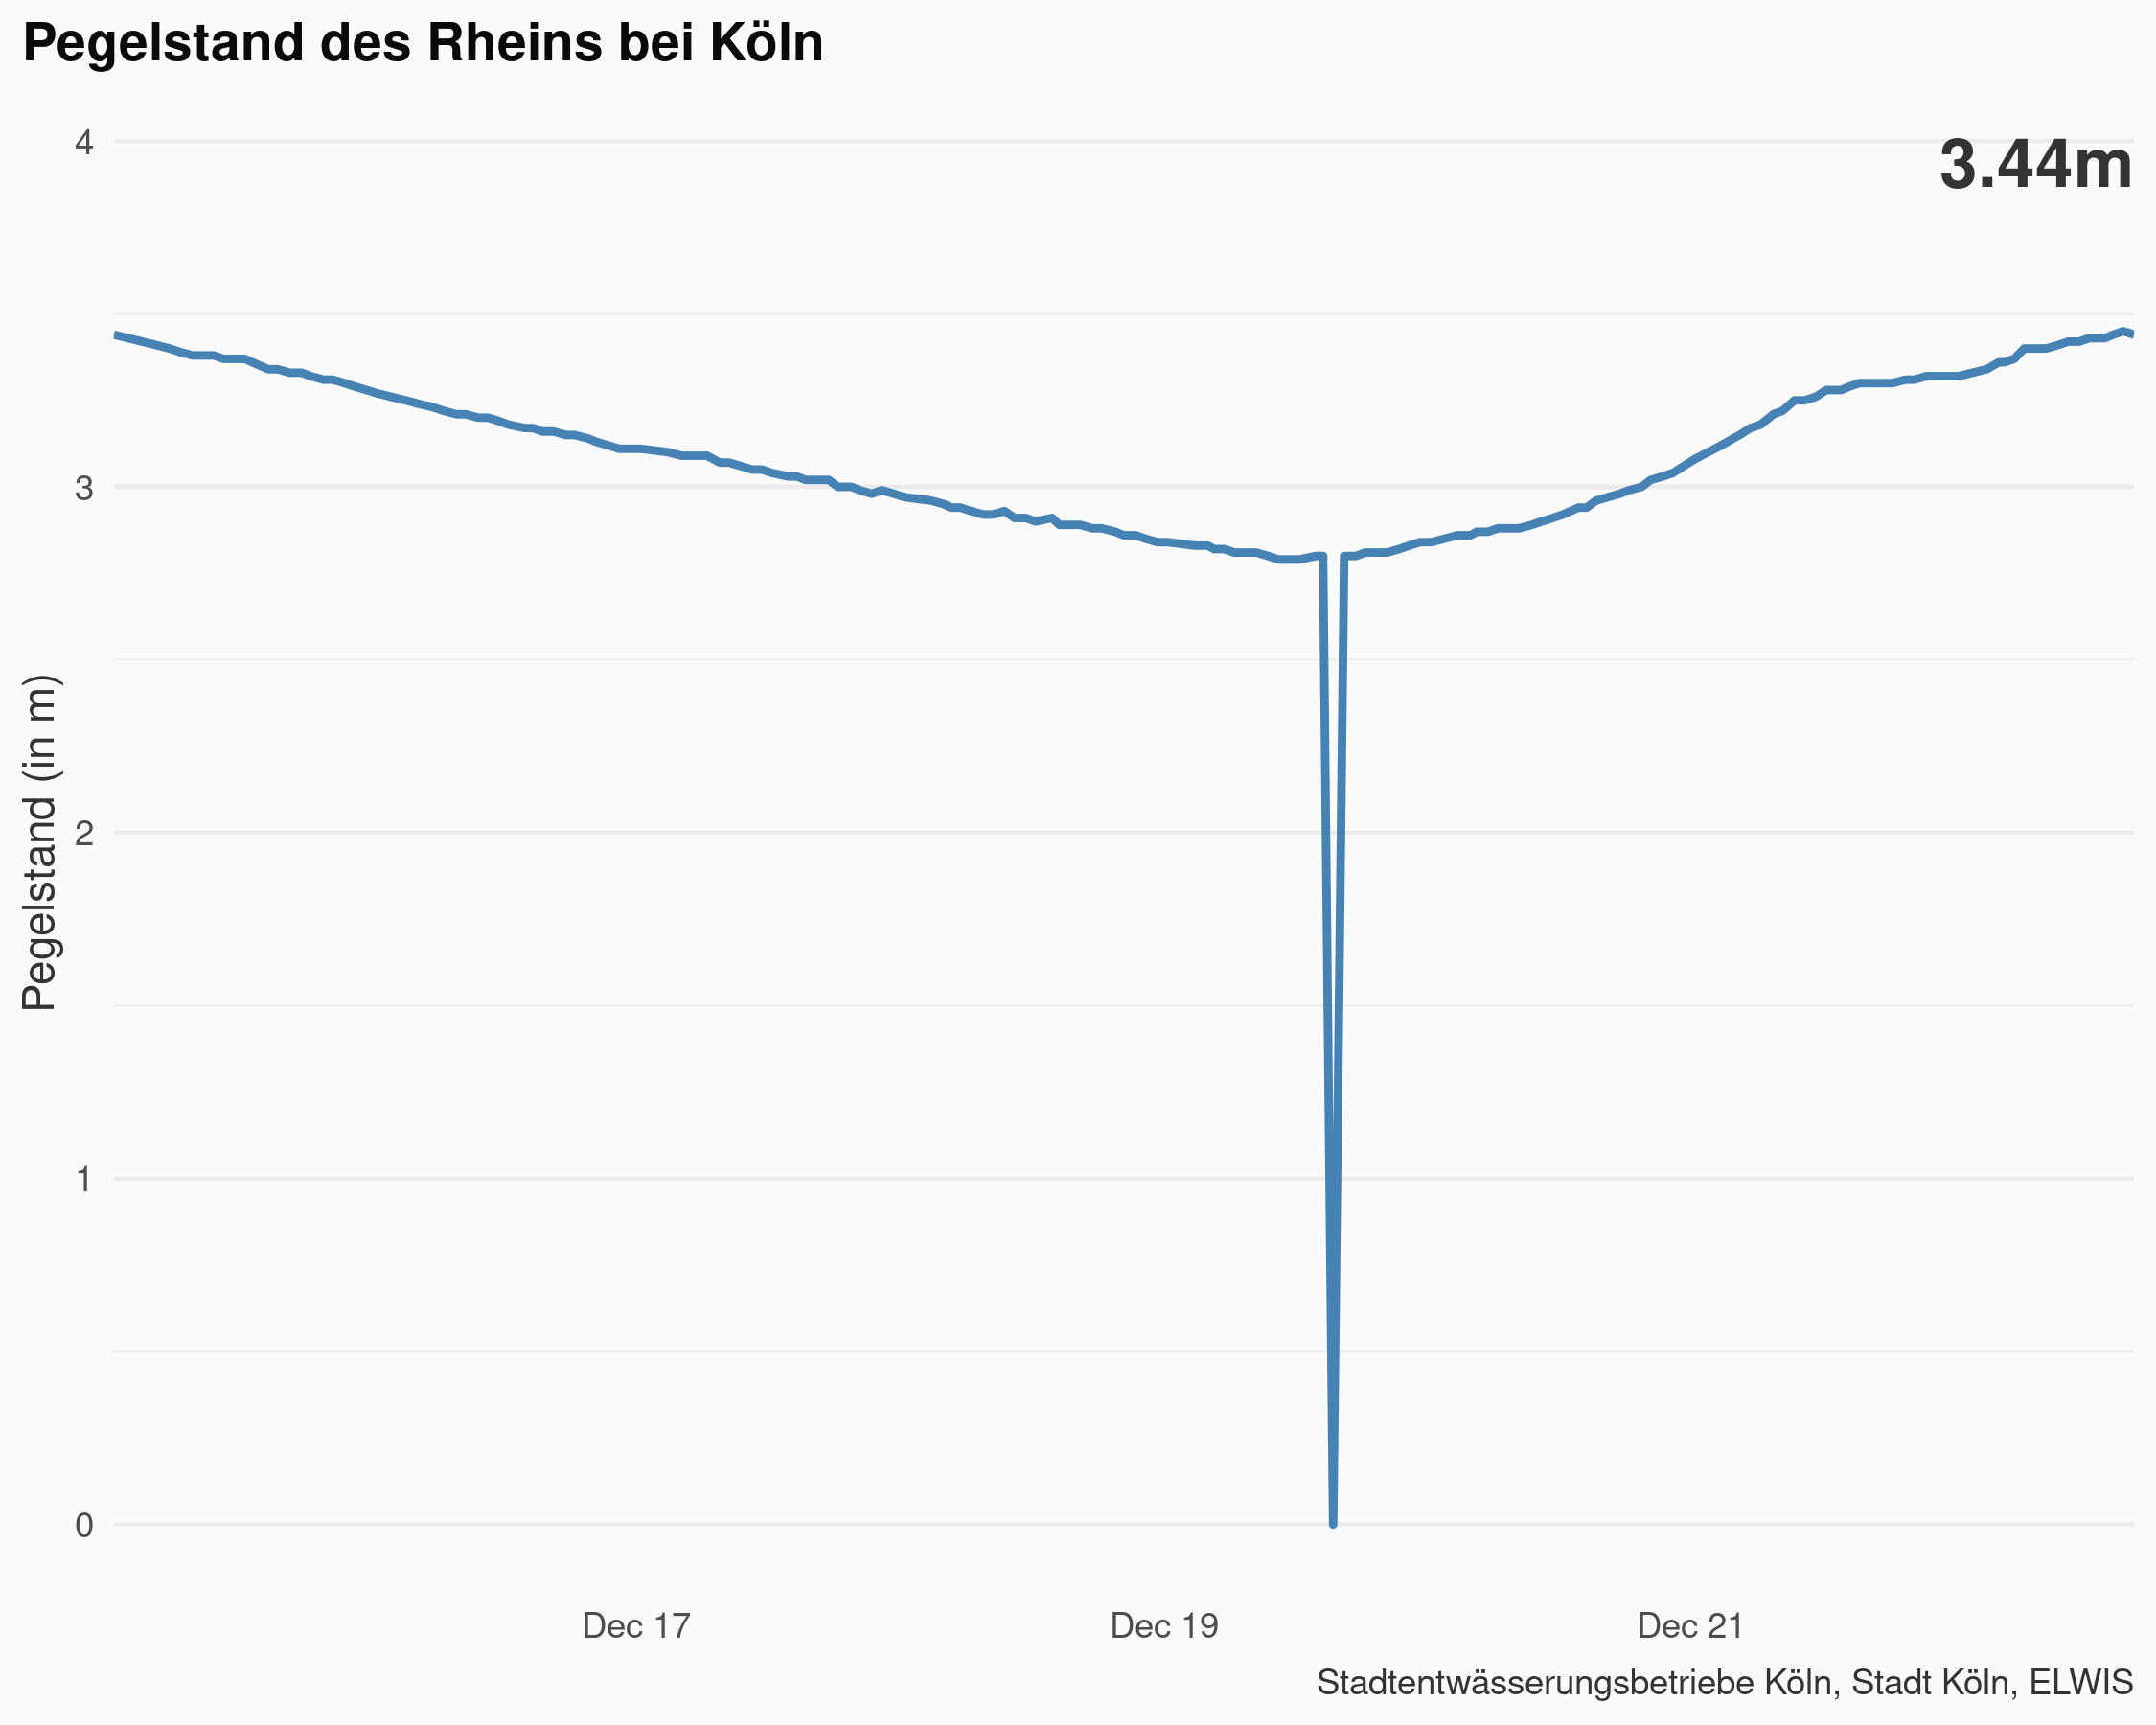 Pegelstand des Rheins bei Köln
3.44m
Pegelstand (in m)
4
3
2
1
0
Dec 17
Dec 19
Dec 21
Stadtentwässerungsbetriebe Köln, Stadt Köln, ELWIS